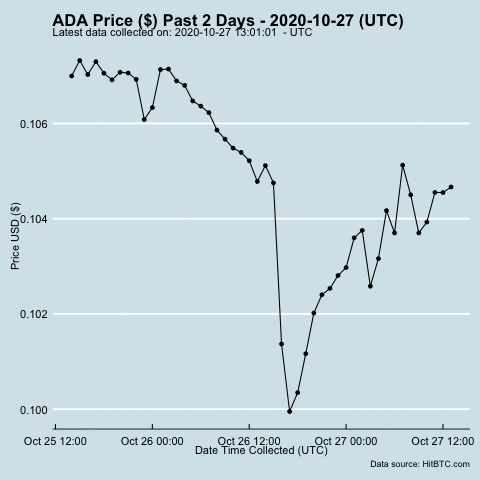 ADA Price ($) Past 2 Days - 2020-10-27 (UTC)
Latest data collected on: 2020-10-27 13:01:01 - UTC
0.106
0.104
0.102
0.100
Price USD ($)
Oct 25 12:00 Oct 26 00:00 Oct 26 12:00 Oct 27 00:00 Oct 27 12:00
Date Time Collected (UTC)
Data source: HitBTC.com